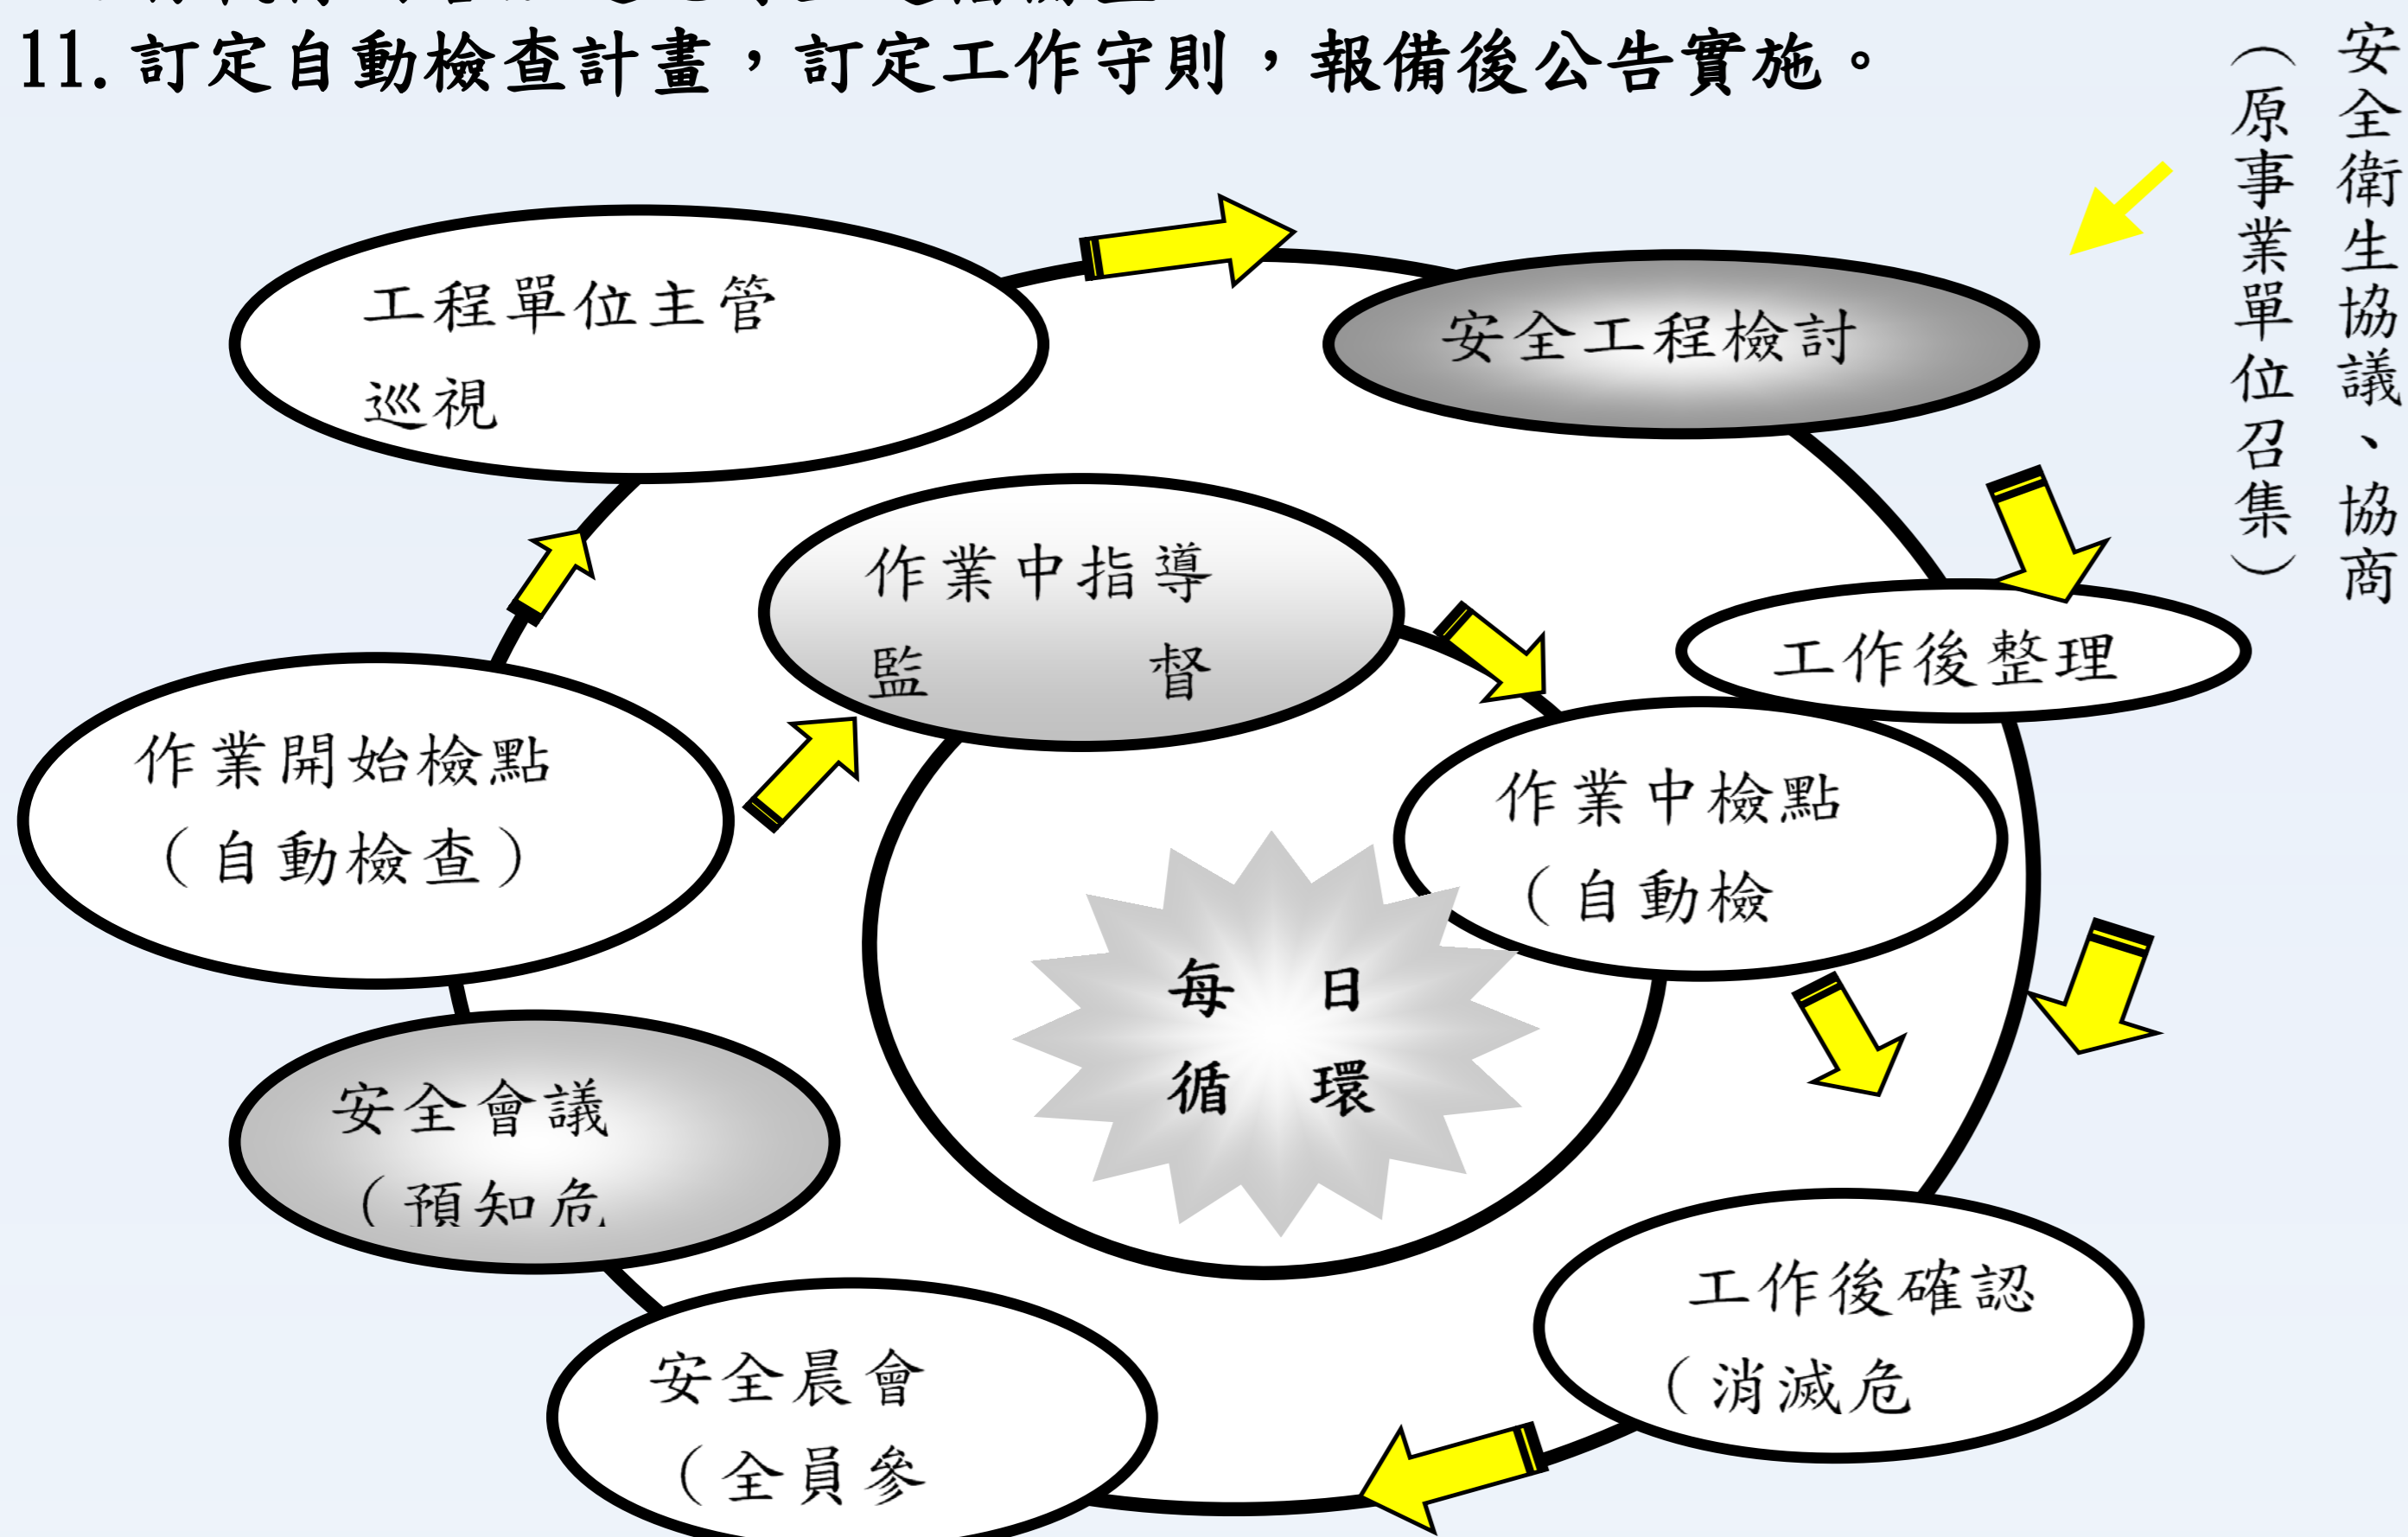 11.訂定自動檢查計畫，訂定工作守則，報備後公告實施。
安全衛生協議、協商
（原事業單位召集）
工程單位主管
巡視
安全工程檢討
作業中指導
監　督
工作後整理
作業開始檢點
（自動檢查）
作業中檢點
（自動檢
每日
循環
安全會議
（預知危
工作後確認
（消滅危
安全晨會
（全員參